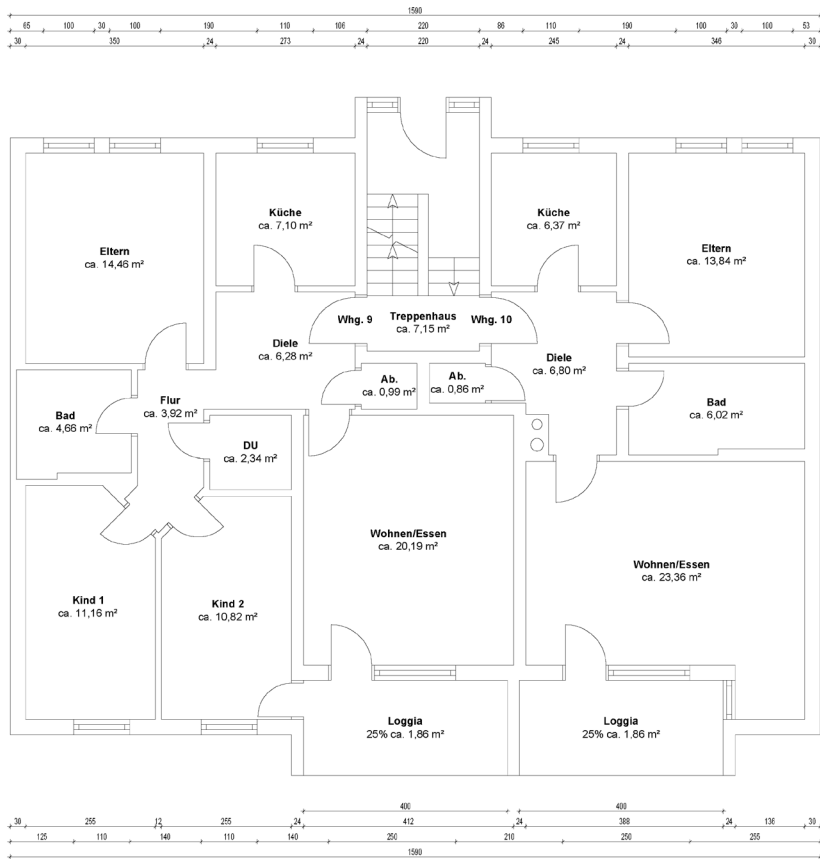 1590
65 100 30 100 190 110 106 220 86 110 190 100 30 100 53
30 350 24 273 24 220 24 245 24 346 30
Küche
ca. 7,10 m²
Küche
ca. 6,37 m²
Eltern
ca. 14,46 m²
Eltern
ca. 13,84 m²
Whg. 9
Treppenhaus
ca. 7,15 m²
Whg. 10
Diele
ca. 6,28 m²
Diele
ca. 6,80 m²
Ab.
ca. 0,99 m²
Ab.
ca. 0,86 m²
Flur
ca. 3,92 m²
Bad
ca. 4,66 m²
Bad
ca. 6,02 m²
DU
ca. 2,34 m²
Wohnen/Essen
ca. 20,19 m²
Wohnen/Essen
ca. 23,36 m²
Kind 1
ca. 11,16 m²
Kind 2
ca. 10,82 m²
Loggia
25% ca. 1,86 m²
Loggia
25% ca. 1,86 m²
400 400
30 255 12 255 24 412 24 136 30
125 110 140 110 140 250 210 250
1590